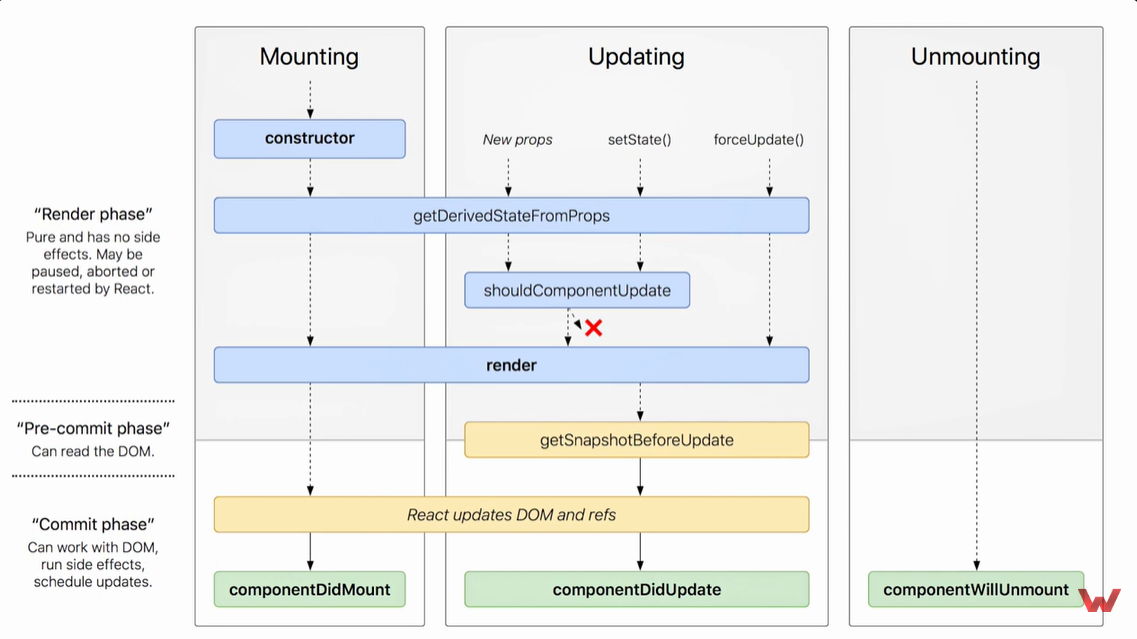 Mounting
Updating
Unmounting
constructor
New props
setState()
forceUpdate()
“Render phase”
Pure and has no side
effects. May be
paused, aborted or
restarted by React.
getDerivedStateFromProps
shouldComponentUpdate
render
“Pre-commit phase”
Can read the DOM.
getSnapshotBeforeUpdate
“Commit phase”
Can work with DOM,
run side effects,
schedule updates.
React updates DOM and refs
componentDidMount
componentDidUpdate
componentWillUnmount